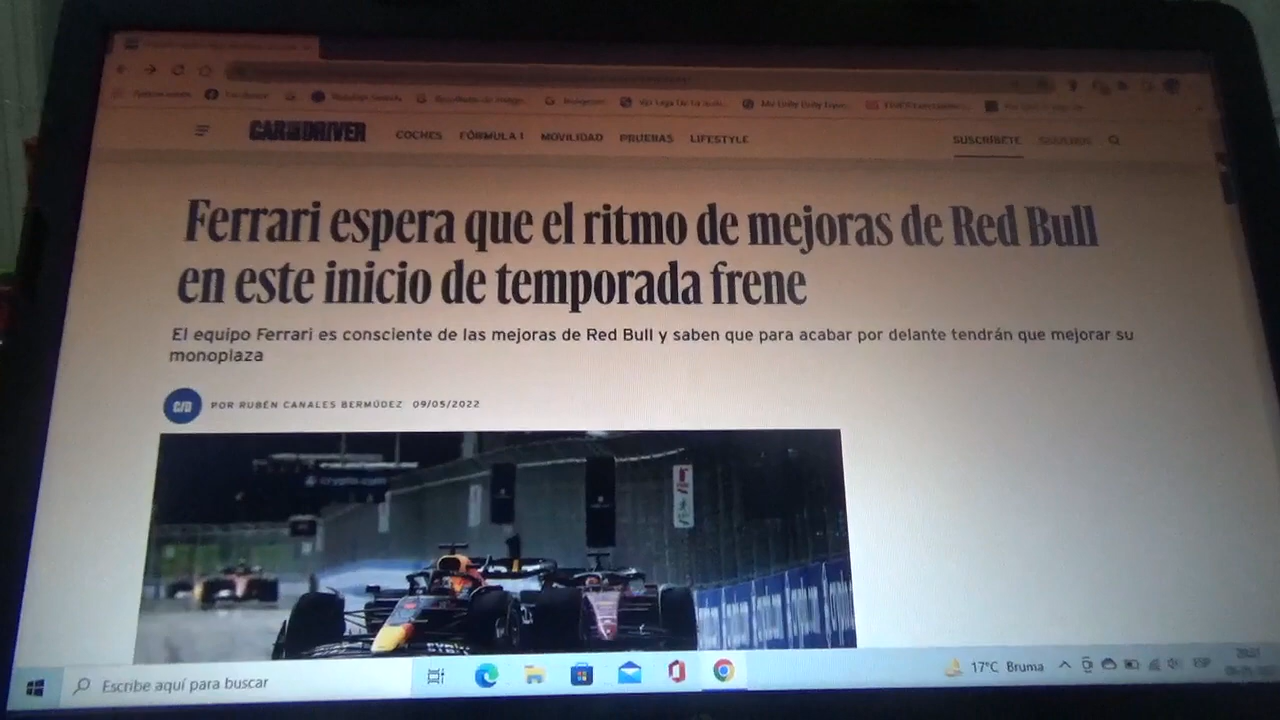 CAR AND DRIVER COCHES FÓRMULA 1 MOVILIDAD PRUEBAS LIFESTYLE SUSCRÍBETE
Ferrari espera que el ritmo de mejoras de Red Bull
en este inicio de temporada frene
El equipo Ferrari es consciente de las mejoras de Red Bull y saben que para acabar por delante tendrán que mejorar su
monoplaza
C/D POR RUBÉN CANALES BERMÚDEZ 09/05/2022
crypto.com
Escribe aquí para buscar 17°C Bruma ESP